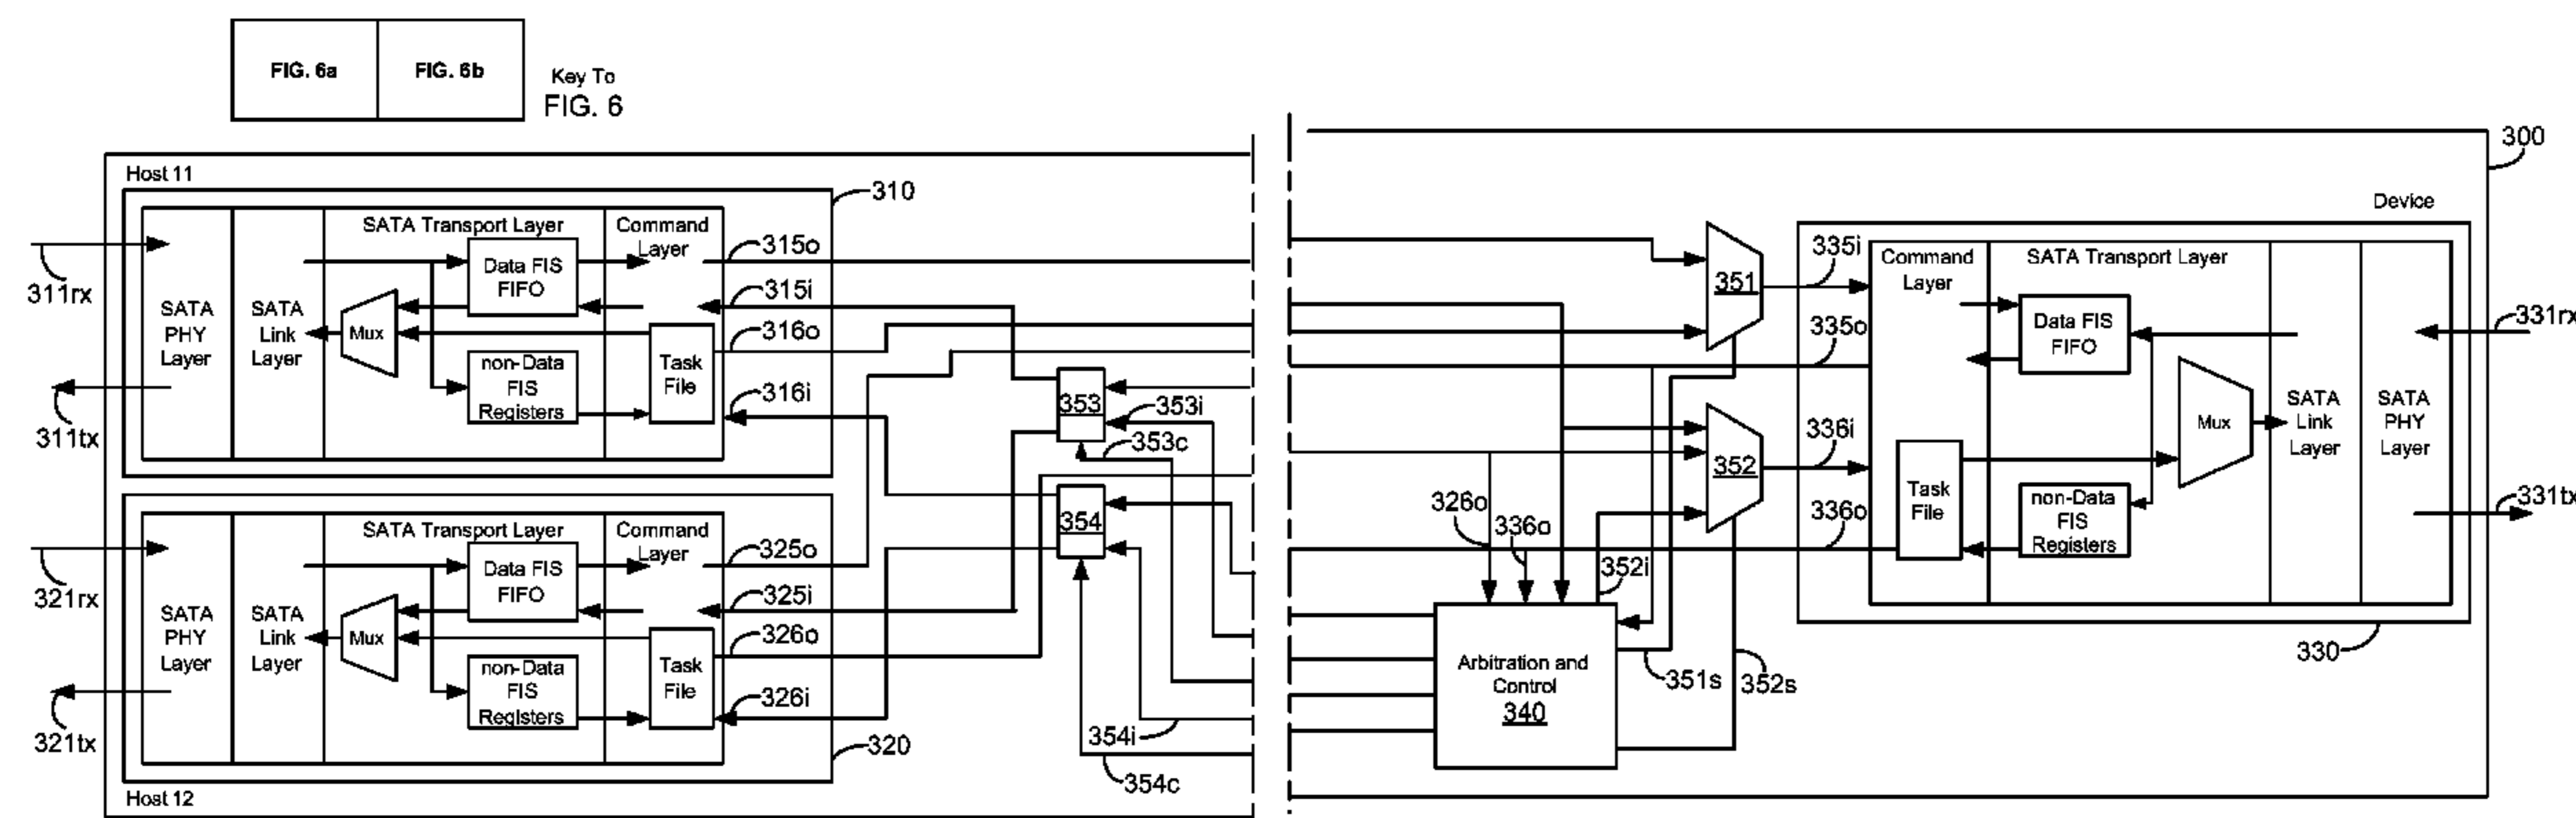 FIG. 6a
FIG. 6b
Key To
FIG. 6
Host 11
310
SATA Transport Layer
Command
Layer
311rx
311tx
SATA
PHY
Layer
SATA
Link
Layer
Mux
Data FIS
FIFO
non-Data
FIS
Registers
Task
File
315o
315i
316o
316i
353
353i
353c
354
354i
354c
SATA Transport Layer
Command
Layer
321rx
321tx
SATA
PHY
Layer
SATA
Link
Layer
Mux
Data FIS
FIFO
non-Data
FIS
Registers
Task
File
325o
325i
326o
326i
320
Host 12
300
Device
351
335i
335o
352
336i
336o
326o
336o
352i
Arbitration and
Control
340
351s
352s
Command
Layer
SATA Transport Layer
Data FIS
FIFO
Mux
Task
File
non-Data
FIS
Registers
SATA
Link
Layer
SATA
PHY
Layer
331rx
331tx
330